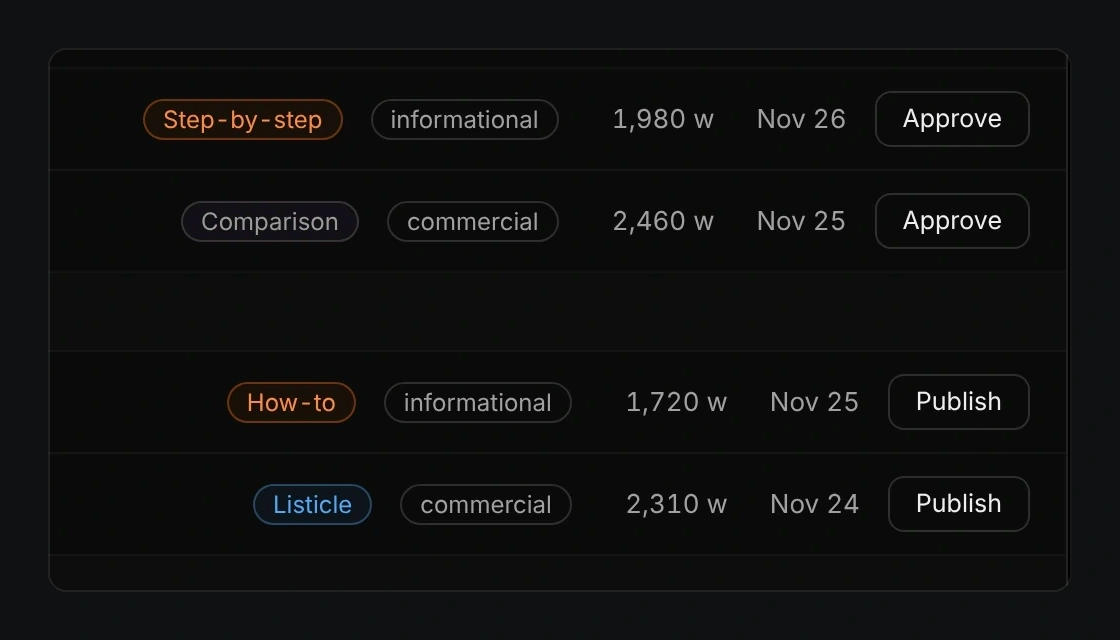 Step-by-step informational 1,980 w Nov 26 Approve
Comparison commercial 2,460 w Nov 25 Approve
How-to informational 1,720 w Nov 25 Publish
Listicle commercial 2,310 w Nov 24 Publish